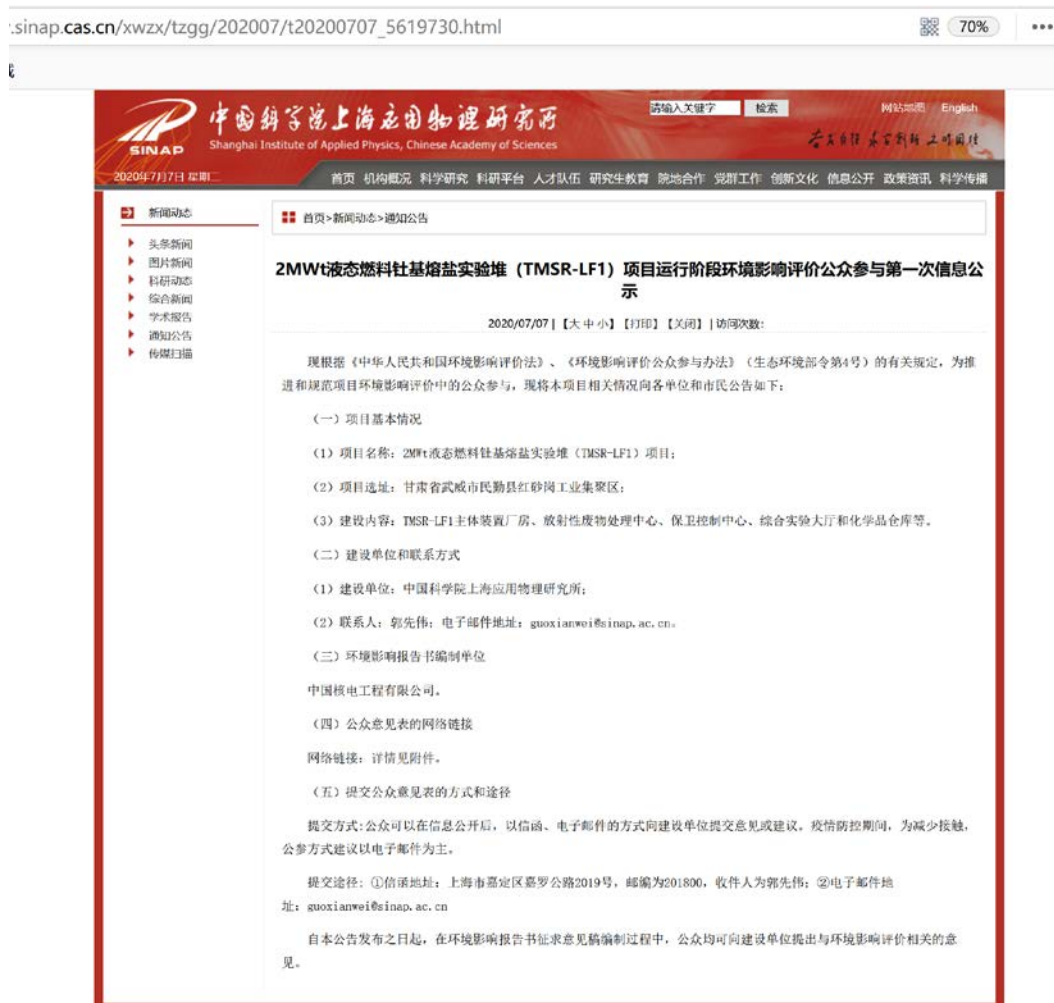 .sinap.cas.cn/xwzx/tzgg/202007/t20200707_5619730.html 70%
中国科学院上海应用物理研究所
Shanghai Institute of Applied Physics, Chinese Academy of Sciences
SINAP
请输入关键字 检索 网站地图 English
2020年7月7日 星期二 首页 机构概况 科学研究 科研平台 人才队伍 研究生教育 院地合作 党群工作 创新文化 信息公开 政策资讯 科学传播
新闻动态
头条新闻
图片新闻
科研动态
综合新闻
学术报告
通知公告
传媒扫描
首页>新闻动态>通知公告
2MWt液态燃料钍基熔盐实验堆（TMSR-LF1）项目运行阶段环境影响评价公众参与第一次信息公
示
2020/07/07 | 【大 中 小】 【打印】 【关闭】 | 访问次数:
现根据《中华人民共和国环境影响评价法》、《环境影响评价公众参与办法》（生态环境部令第4号）的有关规定，为推
进和规范项目环境影响评价中的公众参与，现将本项目相关情况向各单位和市民公告如下：
（一）项目基本情况
（1）项目名称：2MWt液态燃料钍基熔盐实验堆（TMSR-LF1）项目；
（2）项目选址：甘肃省武威市民勤县红砂岗工业集聚区；
（3）建设内容：TMSR-LF1主体装置厂房、放射性废物处理中心、保卫控制中心、综合实验大厅和化学品仓库等。
（二）建设单位和联系方式
（1）建设单位：中国科学院上海应用物理研究所；
（2）联系人：郭先伟；电子邮件地址：guoxianwei@sinap.ac.cn。
（三）环境影响报告书编制单位
中国核电工程有限公司。
（四）公众意见表的网络链接
网络链接：详情见附件。
（五）提交公众意见表的方式和途径
提交方式:公众可以在信息公开后，以信函、电子邮件的方式向建设单位提交意见或建议。疫情防控期间，为减少接触，
公参方式建议以电子邮件为主。
提交途径：①信函地址：上海市嘉定区嘉罗公路2019号，邮编为201800，收件人为郭先伟；②电子邮件地
址：guoxianwei@sinap.ac.cn
自本公告发布之日起，在环境影响报告书征求意见稿编制过程中，公众均可向建设单位提出与环境影响评价相关的意
见。